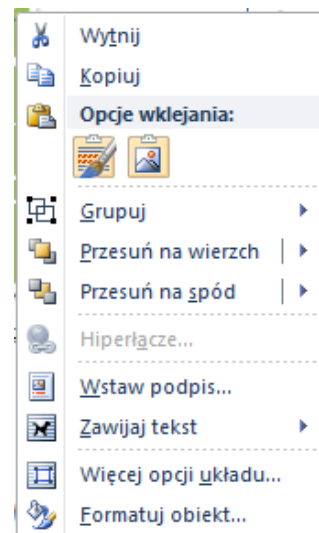 Wytnij
Kopiuj
Opcje wklejania:
Grupuj
Przesuń na wierzch
Przesuń na spód
Hiperłącze...
Wstaw podpis...
Zawijaj tekst
Więcej opcji układu...
Formatuj obiekt...